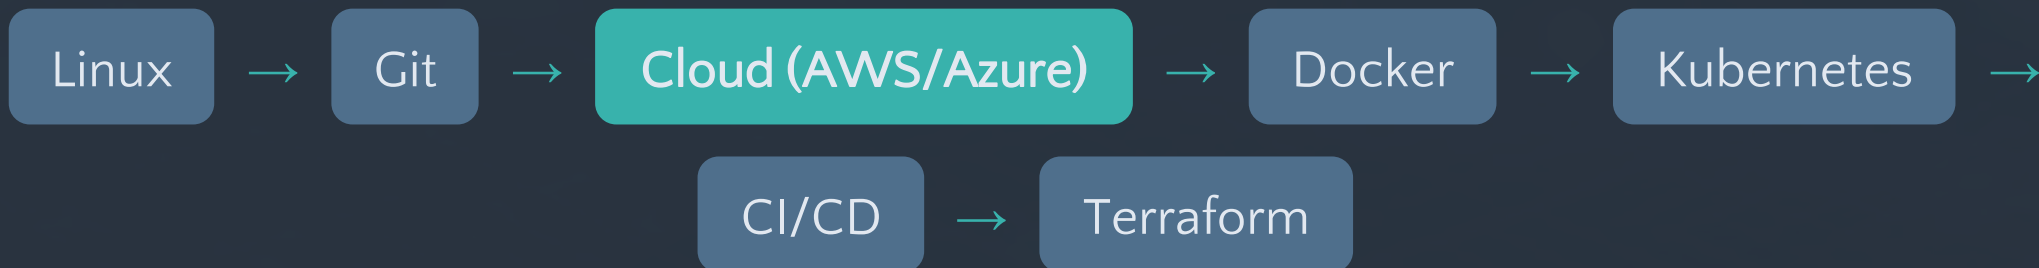 Linux → Git → Cloud (AWS/Azure) → Docker → Kubernetes →
CI/CD → Terraform